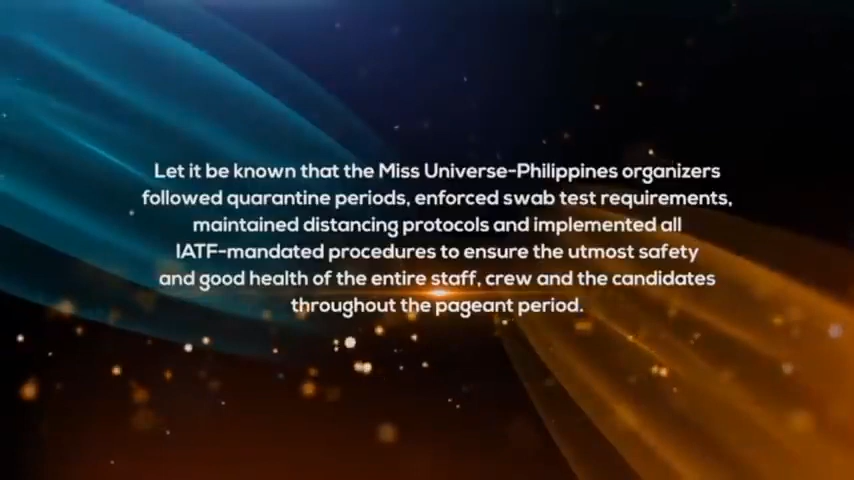 Let it be known that the Miss Universe-Philippines organizers
followed quarantine periods, enforced swab test requirements,
maintained distancing protocols and implemented all
IATF-mandated procedures to ensure the utmost safety
and good health of the entire staff, crew and the candidates
throughout the pageant period.